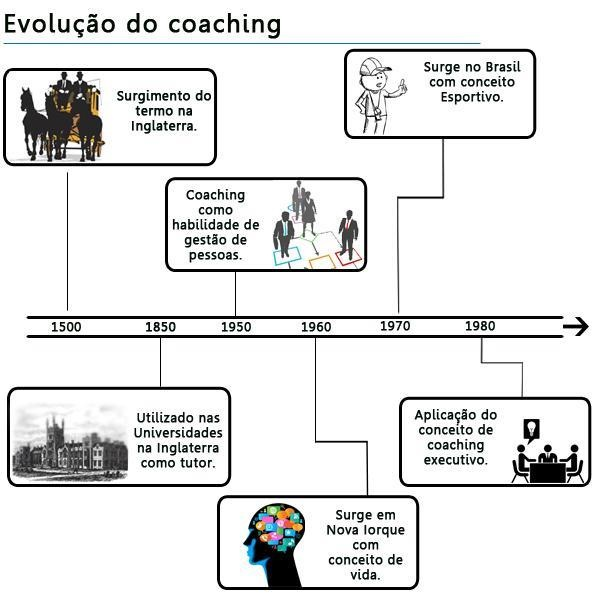 Evolução do coaching
Surgimento do
termo na
Inglaterra.
Surge no Brasil
com conceito
Esportivo.
Coaching
como
habilidade de
gestão de
pessoas.
1500 1850 1950 1960 1970 1980
Utilizado nas
Universidades
na Inglaterra
como tutor.
Aplicação do
conceito de
coaching
executivo.
Surge em
Nova Iorque
com
conceito de
vida.